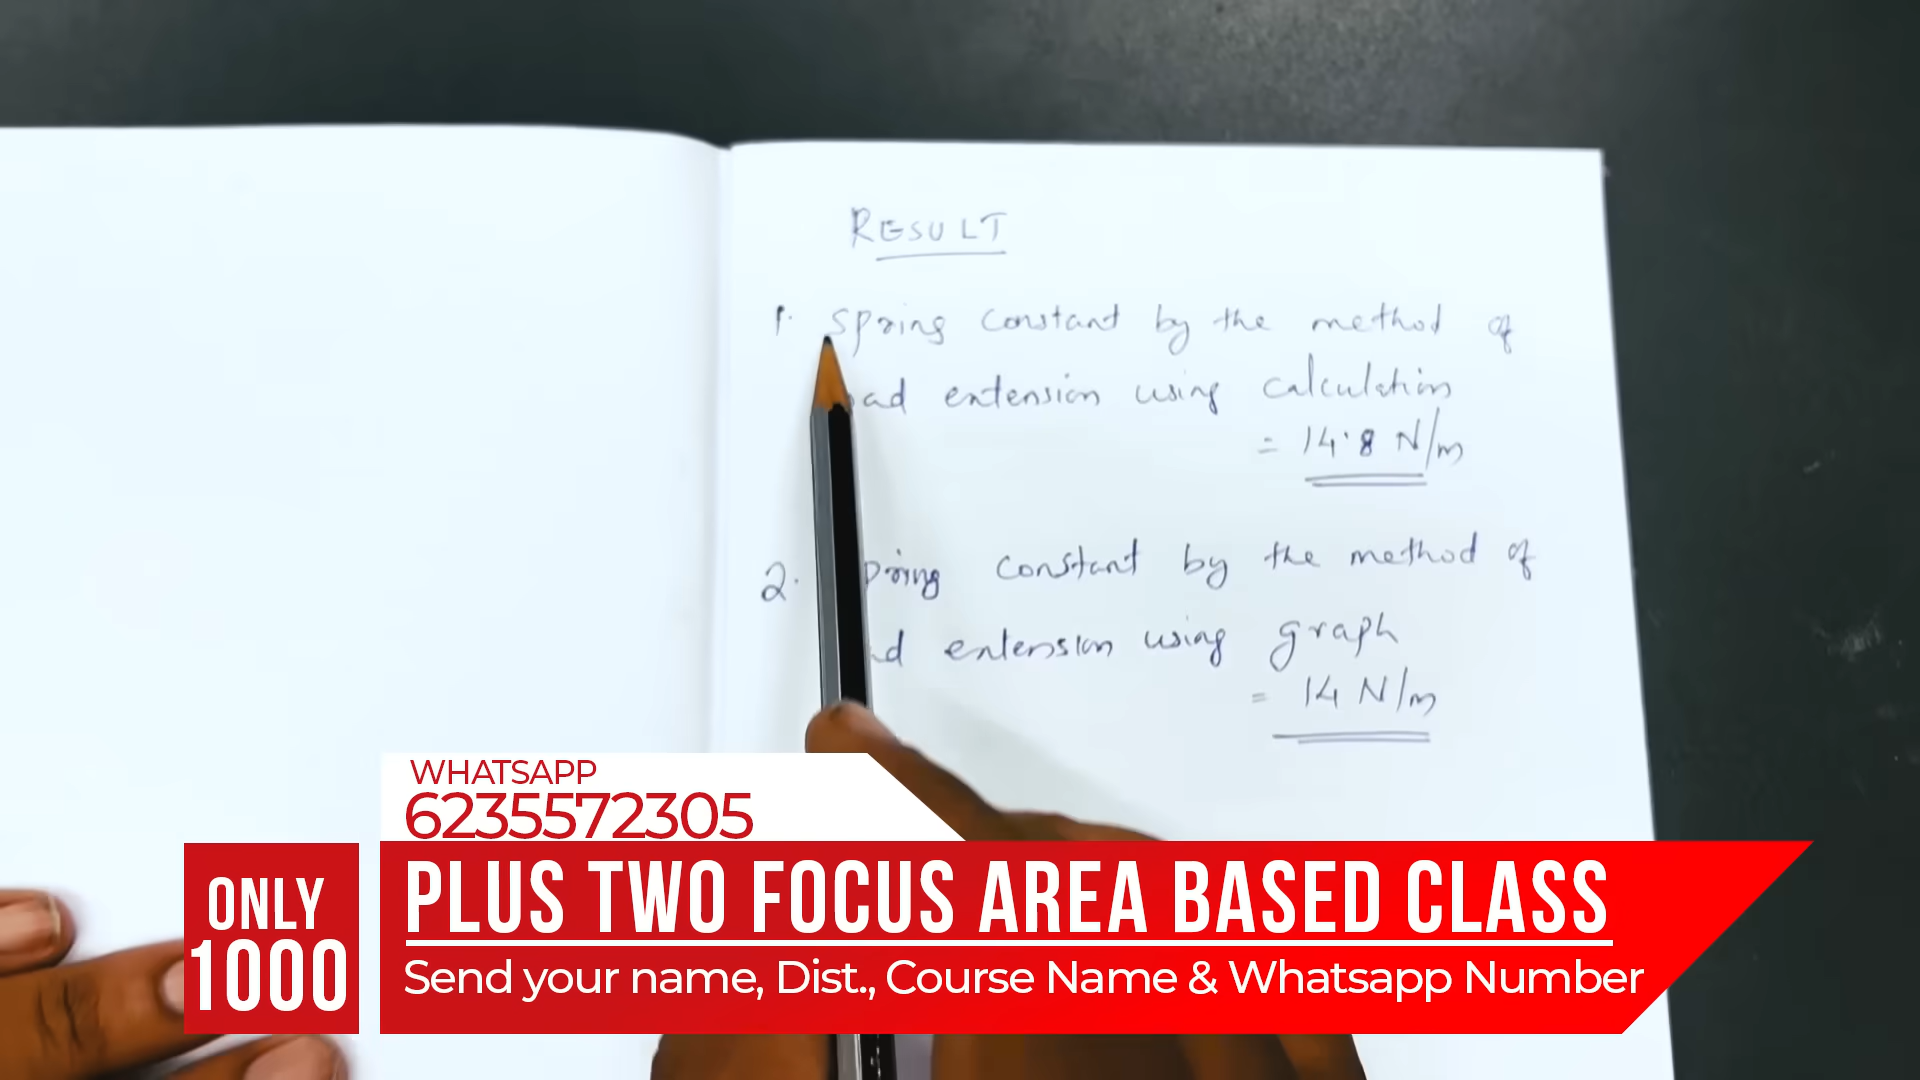 RESULT
1. Spring constant by the method of
extension using calculation
= 14.8 N/m
2. constant by the method of
extension using graph
= 14 N/m
WHATSAPP
6235572305
ONLY
1000
PLUS TWO FOCUS AREA BASED CLASS
Send your name, Dist., Course Name & Whatsapp Number